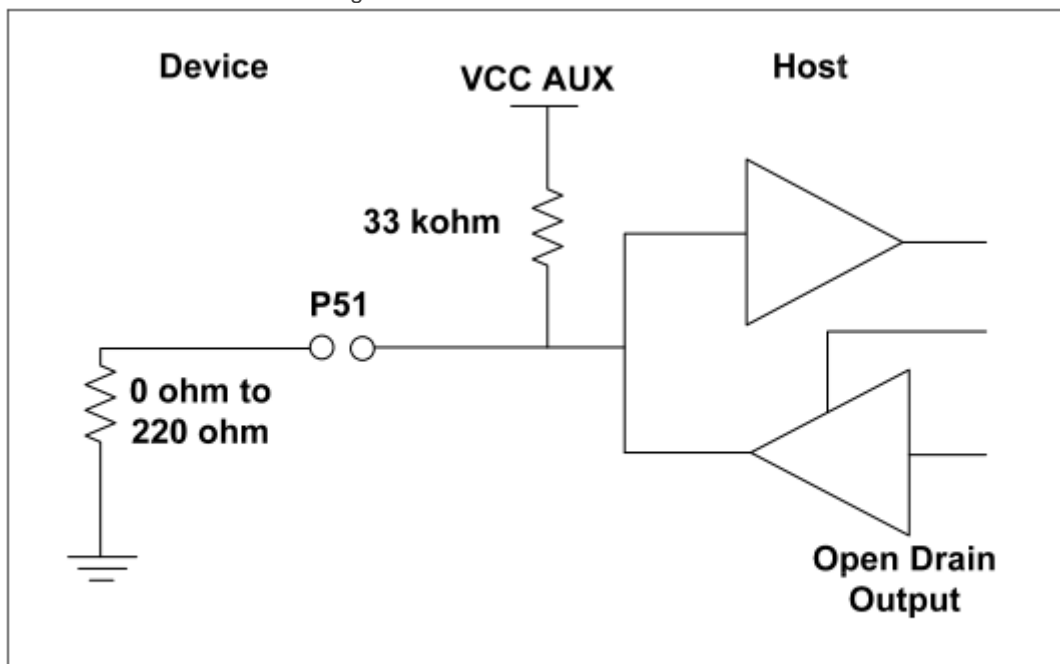 Device
VCC AUX
Host
33 kohm
P51
0 ohm to
220 ohm
Open Drain
Output